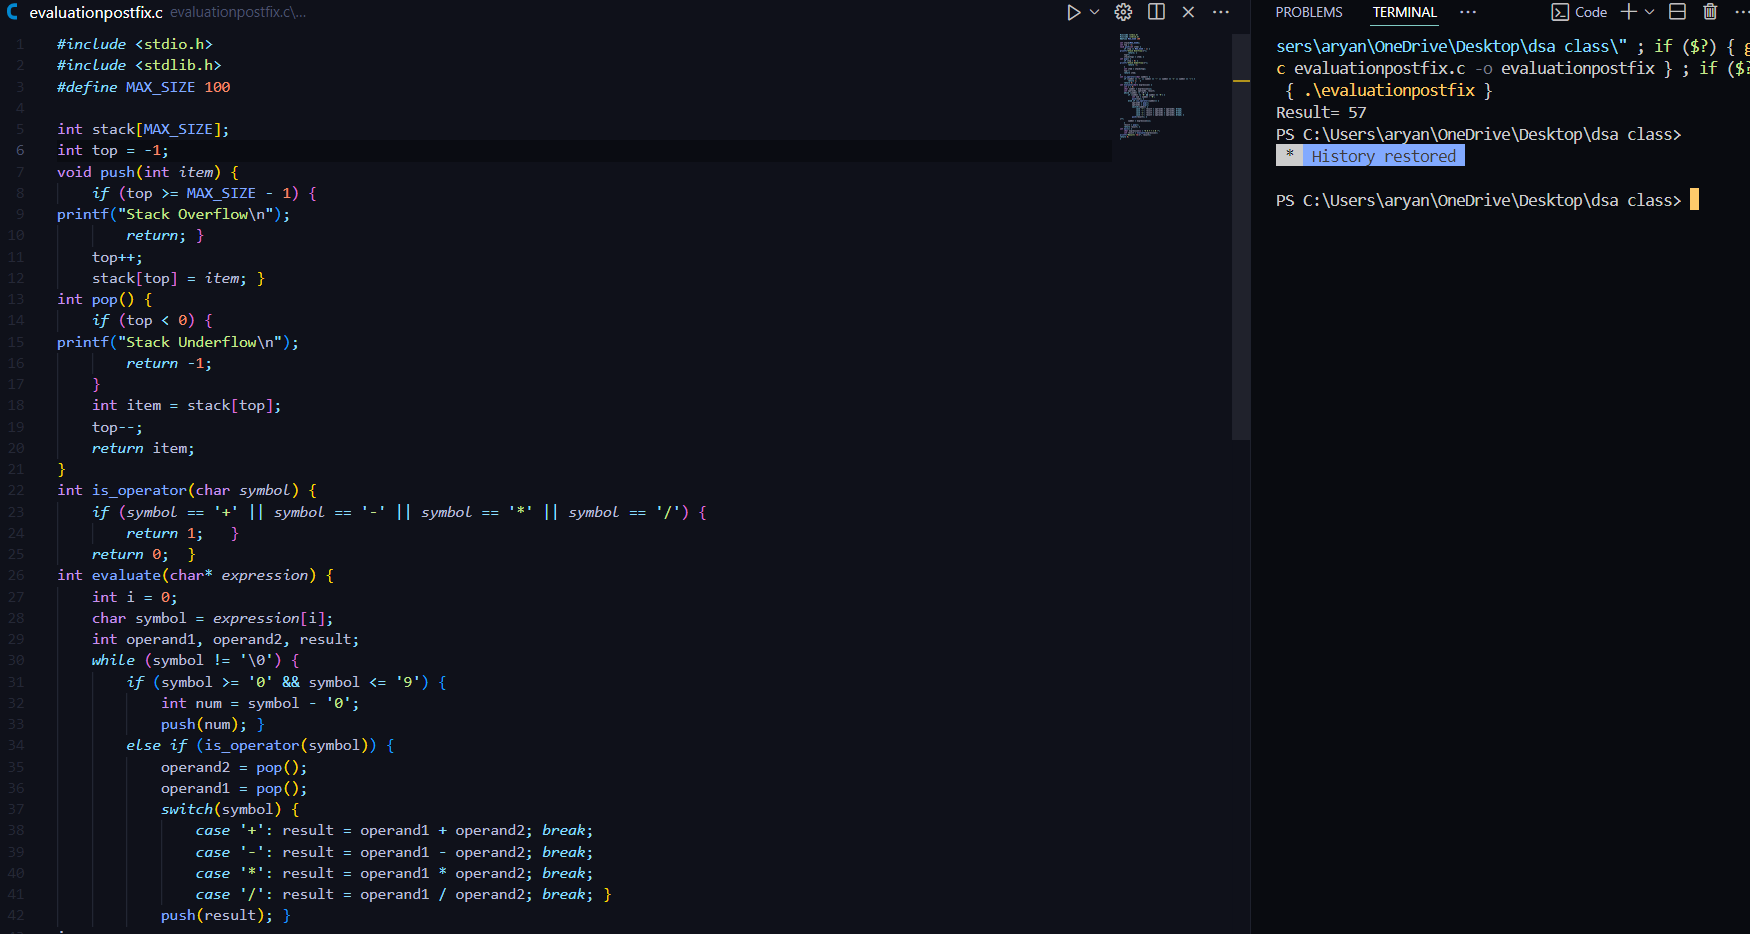 evaluationpostfix.c evaluationpostfix.c\...
1 #include <stdio.h>
2 #include <stdlib.h>
3 #define MAX_SIZE 100
4
5 int stack[MAX_SIZE];
6 int top = -1;
7 void push(int item) {
8 if (top >= MAX_SIZE - 1) {
9 printf("Stack Overflow\n");
10 return; }
11 top++;
12 stack[top] = item; }
13 int pop() {
14 if (top < 0) {
15 printf("Stack Underflow\n");
16 return -1;
17 }
18 int item = stack[top];
19 top--;
20 return item;
21 }
22 int is_operator(char symbol) {
23 if (symbol == '+' || symbol == '-' || symbol == '*' || symbol == '/') {
24 return 1; }
25 return 0; }
26 int evaluate(char* expression) {
27 int i = 0;
28 char symbol = expression[i];
29 int operand1, operand2, result;
30 while (symbol != '\0') {
31 if (symbol >= '0' && symbol <= '9') {
32 int num = symbol - '0';
33 push(num); }
34 else if (is_operator(symbol)) {
35 operand2 = pop();
36 operand1 = pop();
37 switch(symbol) {
38 case '+': result = operand1 + operand2; break;
39 case '-': result = operand1 - operand2; break;
40 case '*': result = operand1 * operand2; break;
41 case '/': result = operand1 / operand2; break; }
42 push(result); }
PROBLEMS TERMINAL ... Code
sers\aryan\OneDrive\Desktop\dsa class\" ; if ($?) { g
c evaluationpostfix.c -o evaluationpostfix } ; if ($?
{ .\evaluationpostfix }
Result= 57
PS C:\Users\aryan\OneDrive\Desktop\dsa class>
* History restored
PS C:\Users\aryan\OneDrive\Desktop\dsa class>